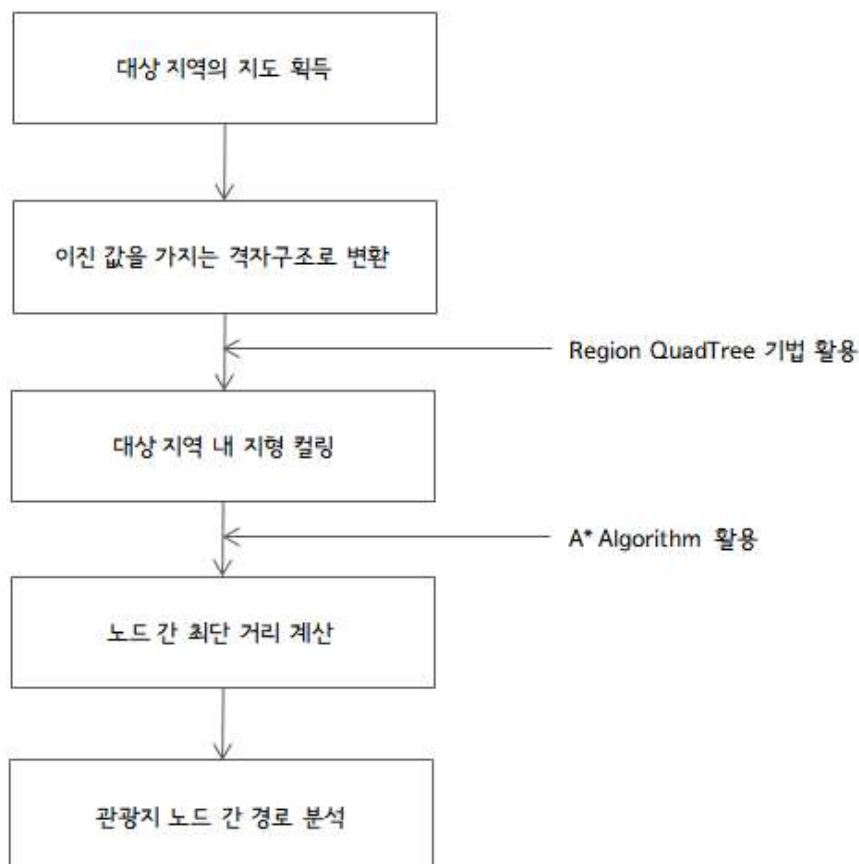 대상 지역의 지도 획득
이진 값을 가지는 격자구조로 변환
Region QuadTree 기법 활용
대상 지역 내 지형 컬링
A* Algorithm 활용
노드 간 최단 거리 계산
관광지 노드 간 경로 분석